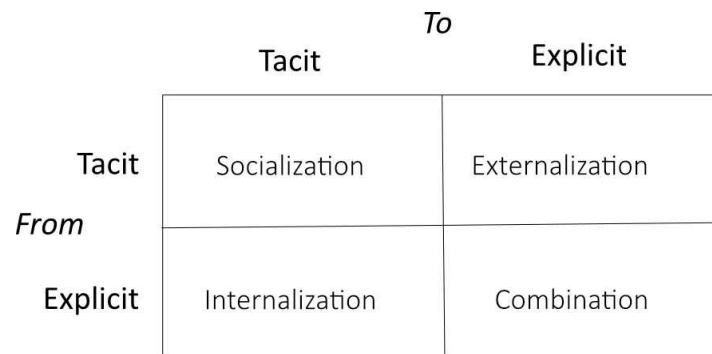 To
Tacit Explicit
Tacit Socialization Externalization
From
Explicit Internalization Combination